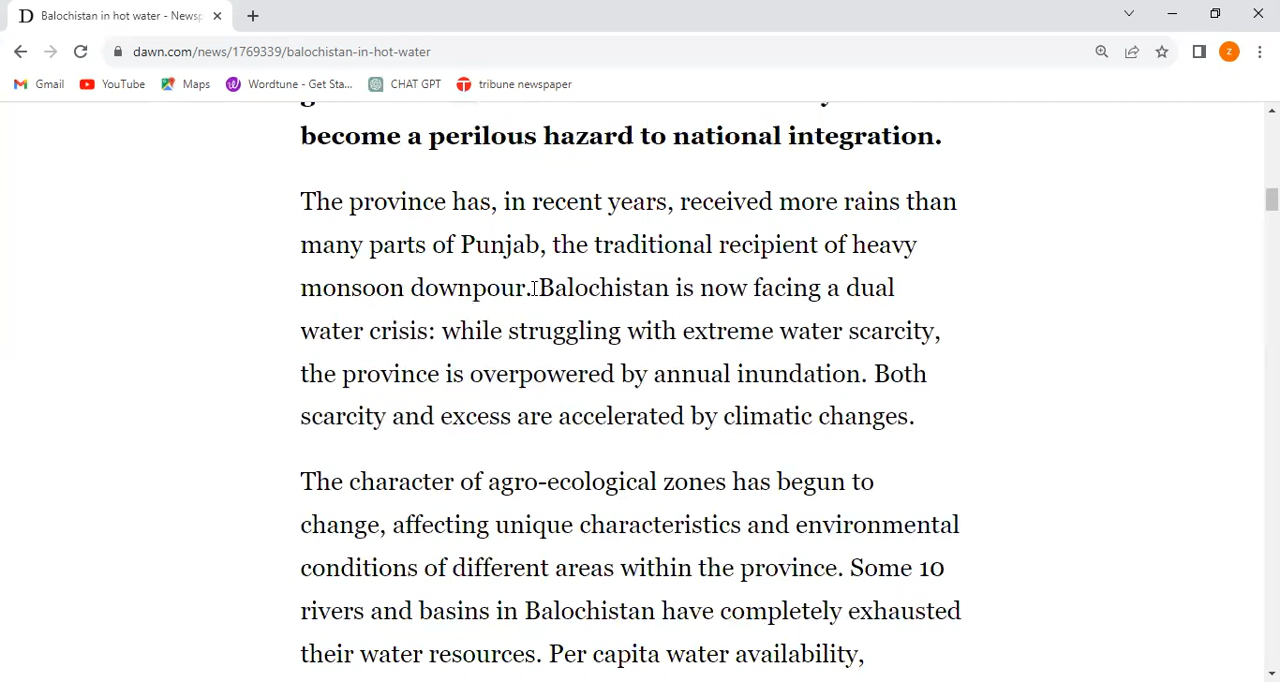 D Balochistan in hot water - Newsp
dawn.com/news/1769339/balochistan-in-hot-water
z
Gmail YouTube Maps Wordtune - Get Sta... CHAT GPT tribune newspaper
become a perilous hazard to national integration.
The province has, in recent years, received more rains than
many parts of Punjab, the traditional recipient of heavy
monsoon downpour. Balochistan is now facing a dual
water crisis: while struggling with extreme water scarcity,
the province is overpowered by annual inundation. Both
scarcity and excess are accelerated by climatic changes.
The character of agro-ecological zones has begun to
change, affecting unique characteristics and environmental
conditions of different areas within the province. Some 10
rivers and basins in Balochistan have completely exhausted
their water resources. Per capita water availability,